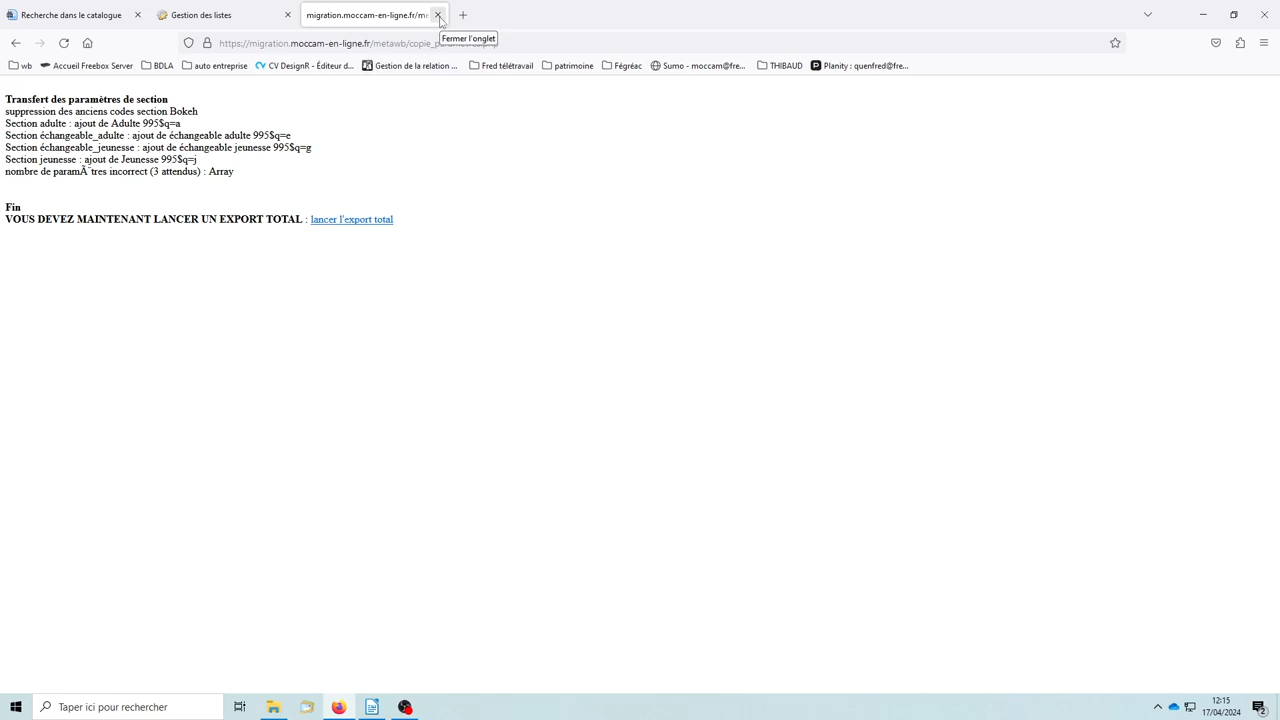 Recherche dans le catalogue
Gestion des listes
migration.moccam-en-ligne.fr/me
Fermer l'onglet
https://migration.moccam-en-ligne.fr/metawb/copie_parametres.php
wb
Accueil Freebox Server
BDLA
auto entreprise
CV DesignR - Éditeur d...
Gestion de la relation ...
Fred télétravail
patrimoine
Fégréac
Sumo - moccam@fre...
THIBAUD
Planity : quenfred@fre...
Transfert des paramètres de section
suppression des anciens codes section Bokeh
Section adulte : ajout de Adulte 995$q=a
Section échangeable_adulte : ajout de échangeable adulte 995$q=e
Section échangeable_jeunesse : ajout de échangeable jeunesse 995$q=g
Section jeunesse : ajout de Jeunesse 995$q=j
nombre de paramÃ¨tres incorrect (3 attendus) : Array
Fin
VOUS DEVEZ MAINTENANT LANCER UN EXPORT TOTAL : lancer l'export total
Taper ici pour rechercher
12:15
17/04/2024
2